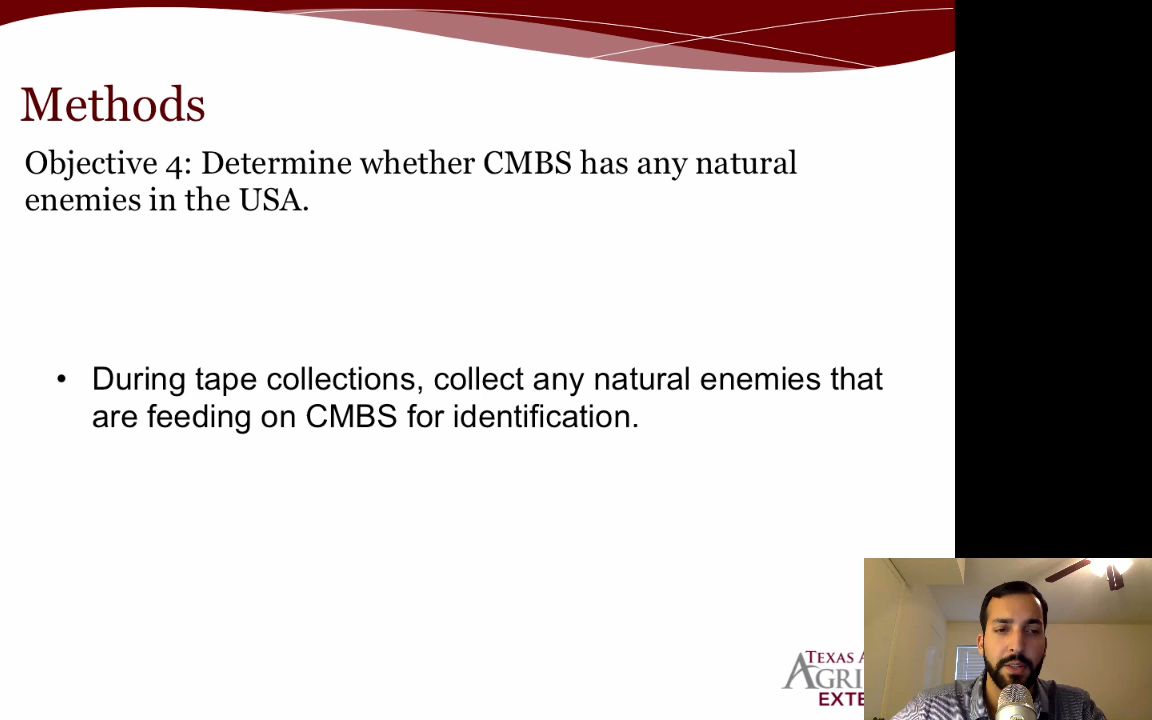 Methods
Objective 4: Determine whether CMBS has any natural
enemies in the USA.
• During tape collections, collect any natural enemies that
are feeding on CMBS for identification.
TEXAS A
AGRI
EXTE